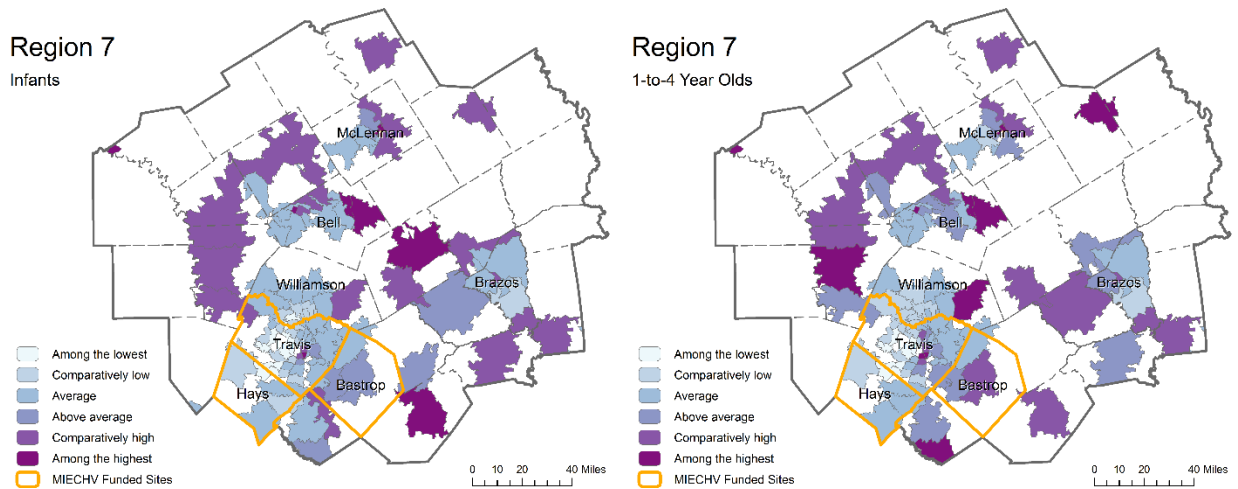 Region 7
Infants
McLennan
Bell
Williamson
Brazos
Travis
Bastrop
Hays
Among the lowest
Comparatively low
Average
Above average
Comparatively high
Among the highest
MIECHV Funded Sites
0 10 20 40 Miles
Region 7
1-to-4 Year Olds
McLennan
Bell
Williamson
Brazos
Travis
Bastrop
Hays
Among the lowest
Comparatively low
Average
Above average
Comparatively high
Among the highest
MIECHV Funded Sites
0 10 20 40 Miles